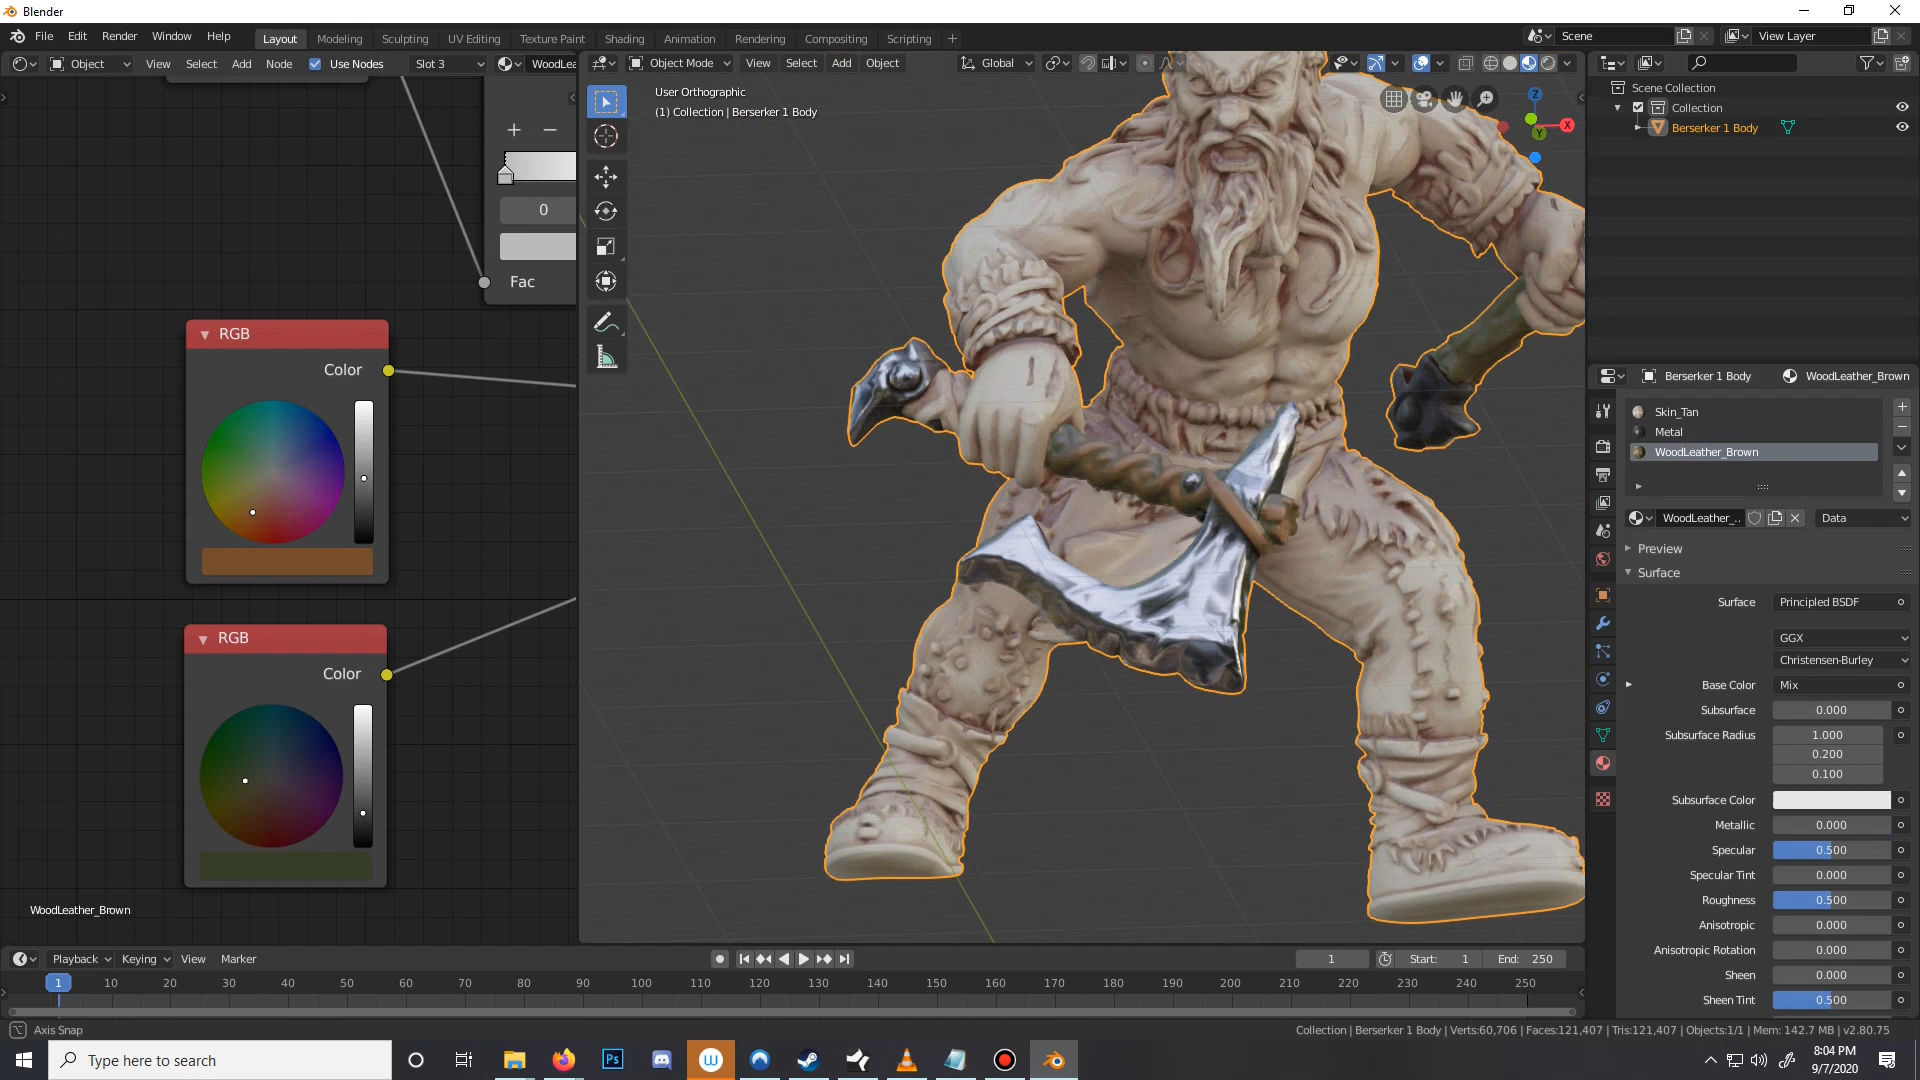 Blender
File Edit Render Window Help
Layout Modeling Sculpting UV Editing Texture Paint Shading Animation Rendering Compositing Scripting +
Scene
View Layer
Object View Select Add Node Use Nodes Slot 3 WoodLea
Object Mode View Select Add Object Global
User Orthographic
(1) Collection | Berserker 1 Body
Z
X
Y
0
Fac
RGB
Color
RGB
Color
WoodLeather_Brown
Scene Collection
Collection
Berserker 1 Body
Berserker 1 Body WoodLeather_Brown
Skin_Tan
Metal
WoodLeather_Brown
WoodLeather_.. Data
Preview
Surface
Surface Principled BSDF
GGX
Christensen-Burley
Base Color Mix
Subsurface 0.000
Subsurface Radius 1.000
0.200
0.100
Subsurface Color
Metallic 0.000
Specular 0.500
Specular Tint 0.000
Roughness 0.500
Anisotropic 0.000
Anisotropic Rotation 0.000
Sheen 0.000
Sheen Tint 0.500
Playback Keying View Marker
1 Start: 1 End: 250
1 10 20 30 40 50 60 70 80 90 100 110 120 130 140 150 160 170 180 190 200 210 220 230 240 250
Axis Snap
Collection | Berserker 1 Body | Verts:60,706 | Faces:121,407 | Tris:121,407 | Objects:1/1 | Mem: 142.7 MB | v2.80.75
Type here to search
Ps
W
8:04 PM
9/7/2020